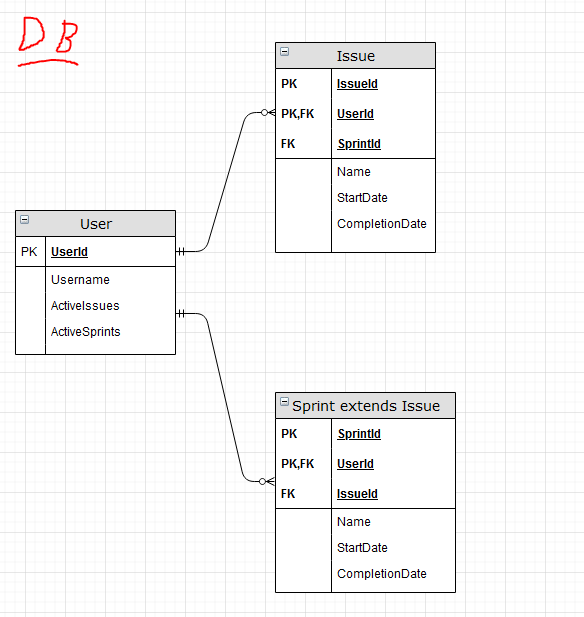 DB
Issue
PK IssueId
PK,FK UserId
FK SprintId
Name
StartDate
CompletionDate
User
PK UserId
Username
ActiveIssues
ActiveSprints
Sprint extends Issue
PK SprintId
PK,FK UserId
FK IssueId
Name
StartDate
CompletionDate